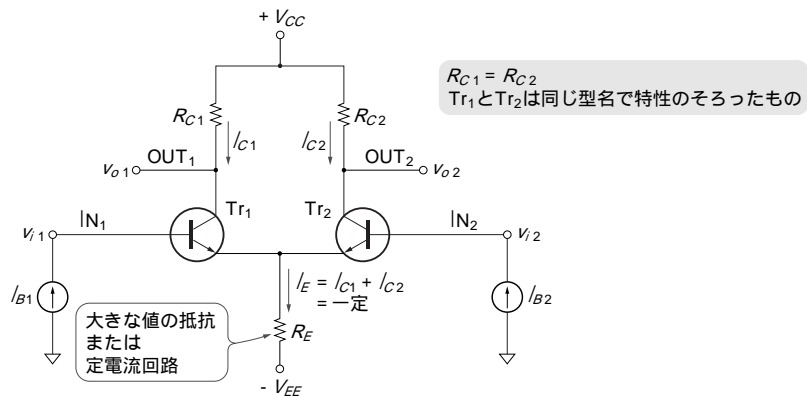 + VCC
RC1 = RC2
Tr1とTr2は同じ型名で特性のそろったもの
RC1
RC2
IC1
IC2
OUT1
OUT2
vo1
vo2
Tr1
Tr2
IN1
IN2
vi1
vi2
IE = IC1 + IC2
= 一定
IB1
IB2
大きな値の抵抗
または
定電流回路
RE
- VEE